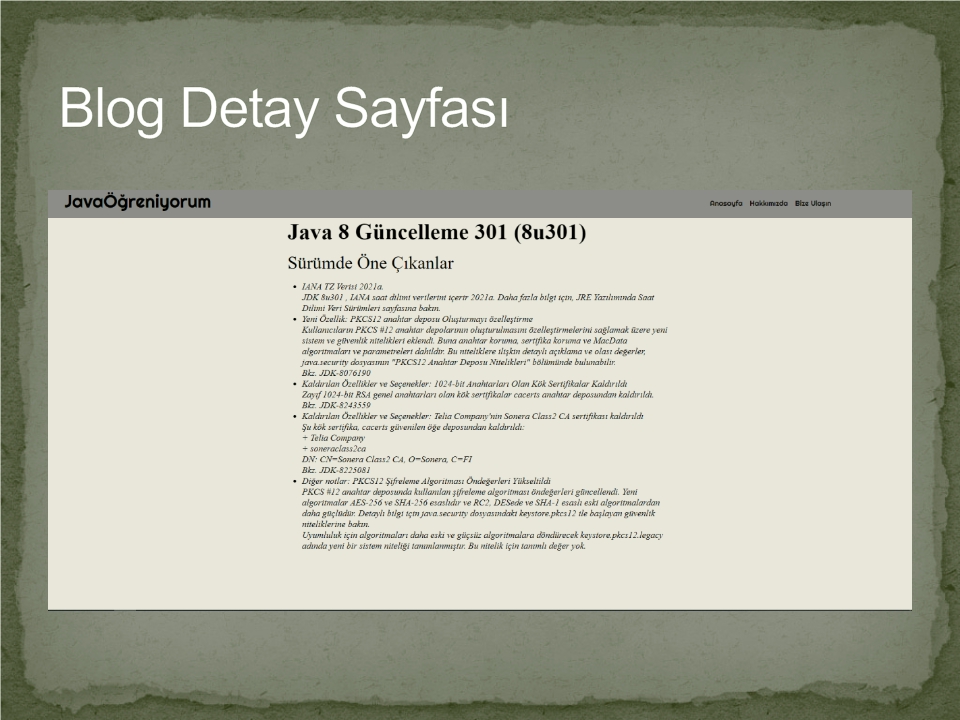 Blog Detay Sayfası
JavaÖğreniyorum
Anasayfa Hakkımızda Bize Ulaşın
Java 8 Güncelleme 301 (8u301)
Sürümde Öne Çıkanlar
• IANA TZ Verisi 2021a.
JDK 8u301 , IANA saat dilimi verilerini içerir 2021a. Daha fazla bilgi için, JRE Yazılımında Saat
Dilimi Veri Sürümleri sayfasına bakın.
• Yeni Özellik: PKCS12 anahtar deposu Oluşturmayı özelleştirme
Kullanıcıların PKCS #12 anahtar depolarının oluşturulmasını özelleştirmelerini sağlamak üzere yeni
sistem ve güvenlik nitelikleri eklendi. Buna anahtar koruma, sertifika koruma ve MacData
algoritmaları ve parametreleri dahildir. Bu niteliklere ilişkin detaylı açıklama ve olası değerler,
java.security dosyasının "PKCS12 Anahtar Deposu Nitelikleri" bölümünde bulunabilir.
Bkz. JDK-8076190
• Kaldırılan Özellikler ve Seçenekler: 1024-bit Anahtarları Olan Kök Sertifikalar Kaldırıldı
Zayıf 1024-bit RSA genel anahtarları olan kök sertifikalar cacerts anahtar deposundan kaldırıldı.
Bkz. JDK-8243559
• Kaldırılan Özellikler ve Seçenekler: Telia Company'nin Sonera Class2 CA sertifikası kaldırıldı
Şu kök sertifika, cacerts güvenilen öğe deposundan kaldırıldı:
+ Telia Company
+ soneraclass2ca
DN: CN=Sonera Class2 CA, O=Sonera, C=FI
Bkz. JDK-8225081
• Diğer notlar: PKCS12 Şifreleme Algoritması Öndeğerleri Yükseltildi
PKCS #12 anahtar deposunda kullanılan şifreleme algoritması öndeğerleri güncellendi. Yeni
algoritmalar AES-256 ve SHA-256 esaslıdır ve RC2, DESede ve SHA-1 esaslı eski algoritmalardan
daha güçlüdür. Detaylı bilgi için java.security dosyasındaki keystore.pkcs12 ile başlayan güvenlik
niteliklerine bakın.
Uyumluluk için algoritmaları daha eski ve güçsüz algoritmalara döndürecek keystore.pkcs12.legacy
adında yeni bir sistem niteliği tanımlanmıştır. Bu nitelik için tanımlı değer yok.